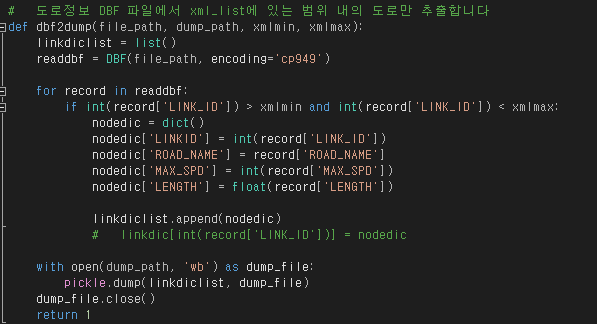 #   도로정보 DBF 파일에서 xml_list에 있는 범위 내의 도로만 추출합니다
def dbf2dump(file_path, dump_path, xmlmin, xmlmax):
    linkdiclist = list()
    readdbf = DBF(file_path, encoding='cp949')

    for record in readdbf:
        if int(record['LINK_ID']) > xmlmin and int(record['LINK_ID']) < xmlmax:
            nodedic = dict()
            nodedic['LINKID'] = int(record['LINK_ID'])
            nodedic['ROAD_NAME'] = record['ROAD_NAME']
            nodedic['MAX_SPD'] = int(record['MAX_SPD'])
            nodedic['LENGTH'] = float(record['LENGTH'])

            linkdiclist.append(nodedic)
            #   linkdic[int(record['LINK_ID'])] = nodedic

    with open(dump_path, 'wb') as dump_file:
        pickle.dump(linkdiclist, dump_file)
    dump_file.close()
    return 1